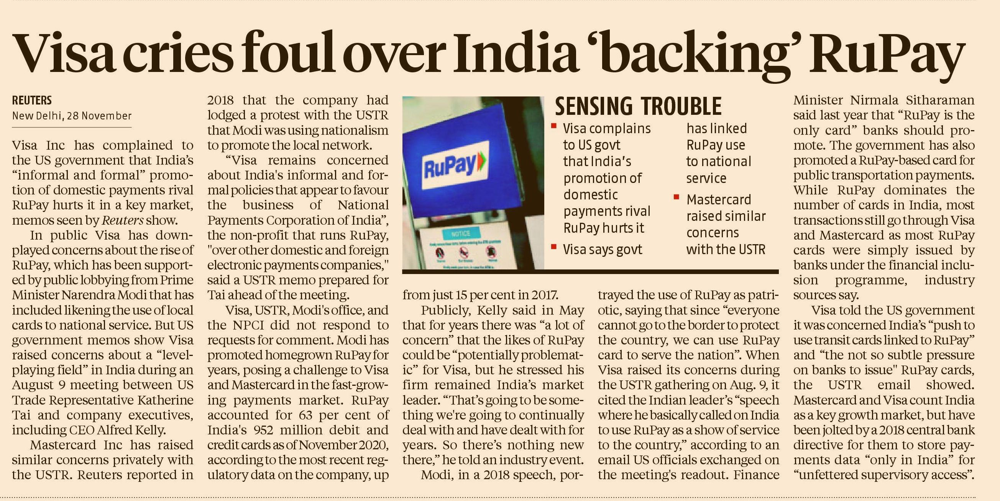 Visa cries foul over India ‘backing’ RuPay
REUTERS
New Delhi, 28 November
Visa Inc has complained to
the US government that India’s
“informal and formal” promo-
tion of domestic payments rival
RuPay hurts it in a key market,
memos seen by Reuters show.
In public Visa has down-
played concerns about the rise of
RuPay, which has been support-
ed by public lobbying from Prime
Minister Narendra Modi that has
included likening the use of local
cards to national service. But US
government memos show Visa
raised concerns about a “level-
playing field” in India during an
August 9 meeting between US
Trade Representative Katherine
Tai and company executives,
including CEO Alfred Kelly.
Mastercard Inc has raised
similar concerns privately with
the USTR. Reuters reported in
2018 that the company had
lodged a protest with the USTR
that Modi was using nationalism
to promote the local network.
“Visa remains concerned
about India's informal and for-
mal policies that appear to favour
the business of National
Payments Corporation of India”,
the non-profit that runs RuPay,
"over other domestic and foreign
electronic payments companies,"
said a USTR memo prepared for
Tai ahead of the meeting.
Visa, USTR, Modi's office, and
the NPCI did not respond to
requests for comment. Modi has
promoted homegrown RuPay for
years, posing a challenge to Visa
and Mastercard in the fast-grow-
ing payments market. RuPay
accounted for 63 per cent of
India's 952 million debit and
credit cards as of November 2020,
according to the most recent reg-
ulatory data on the company, up
RuPay
NOTICE
SENSING TROUBLE
Visa complains
to US govt
that India’s
promotion of
domestic
payments rival
RuPay hurts it
Visa says govt
has linked
RuPay use
to national
service
Mastercard
raised similar
concerns
with the USTR
from just 15 per cent in 2017.
Publicly, Kelly said in May
that for years there was “a lot of
concern” that the likes of RuPay
could be “potentially problemat-
ic” for Visa, but he stressed his
firm remained India’s market
leader. “That’s going to be some-
thing we're going to continually
deal with and have dealt with for
years. So there’s nothing new
there,” he told an industry event.
Modi, in a 2018 speech, por-
trayed the use of RuPay as patri-
otic, saying that since “everyone
cannot go to the border to protect
the country, we can use RuPay
card to serve the nation”. When
Visa raised its concerns during
the USTR gathering on Aug. 9, it
cited the Indian leader’s “speech
where he basically called on India
to use RuPay as a show of service
to the country,” according to an
email US officials exchanged on
the meeting's readout. Finance
Minister Nirmala Sitharaman
said last year that “RuPay is the
only card” banks should pro-
mote. The government has also
promoted a RuPay-based card for
public transportation payments.
While RuPay dominates the
number of cards in India, most
transactions still go through Visa
and Mastercard as most RuPay
cards were simply issued by
banks under the financial inclu-
sion programme, industry
sources say.
Visa told the US government
it was concerned India’s “push to
use transit cards linked to RuPay”
and “the not so subtle pressure
on banks to issue" RuPay cards,
the USTR email showed.
Mastercard and Visa count India
as a key growth market, but have
been jolted by a 2018 central bank
directive for them to store pay-
ments data “only in India” for
“unfettered supervisory access”.